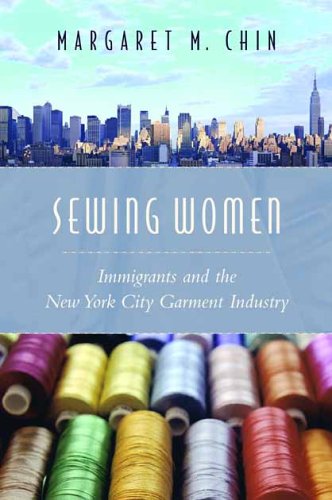 MARGARET M. CHIN
SEWING WOMEN
Immigrants and the
New York City Garment Industry